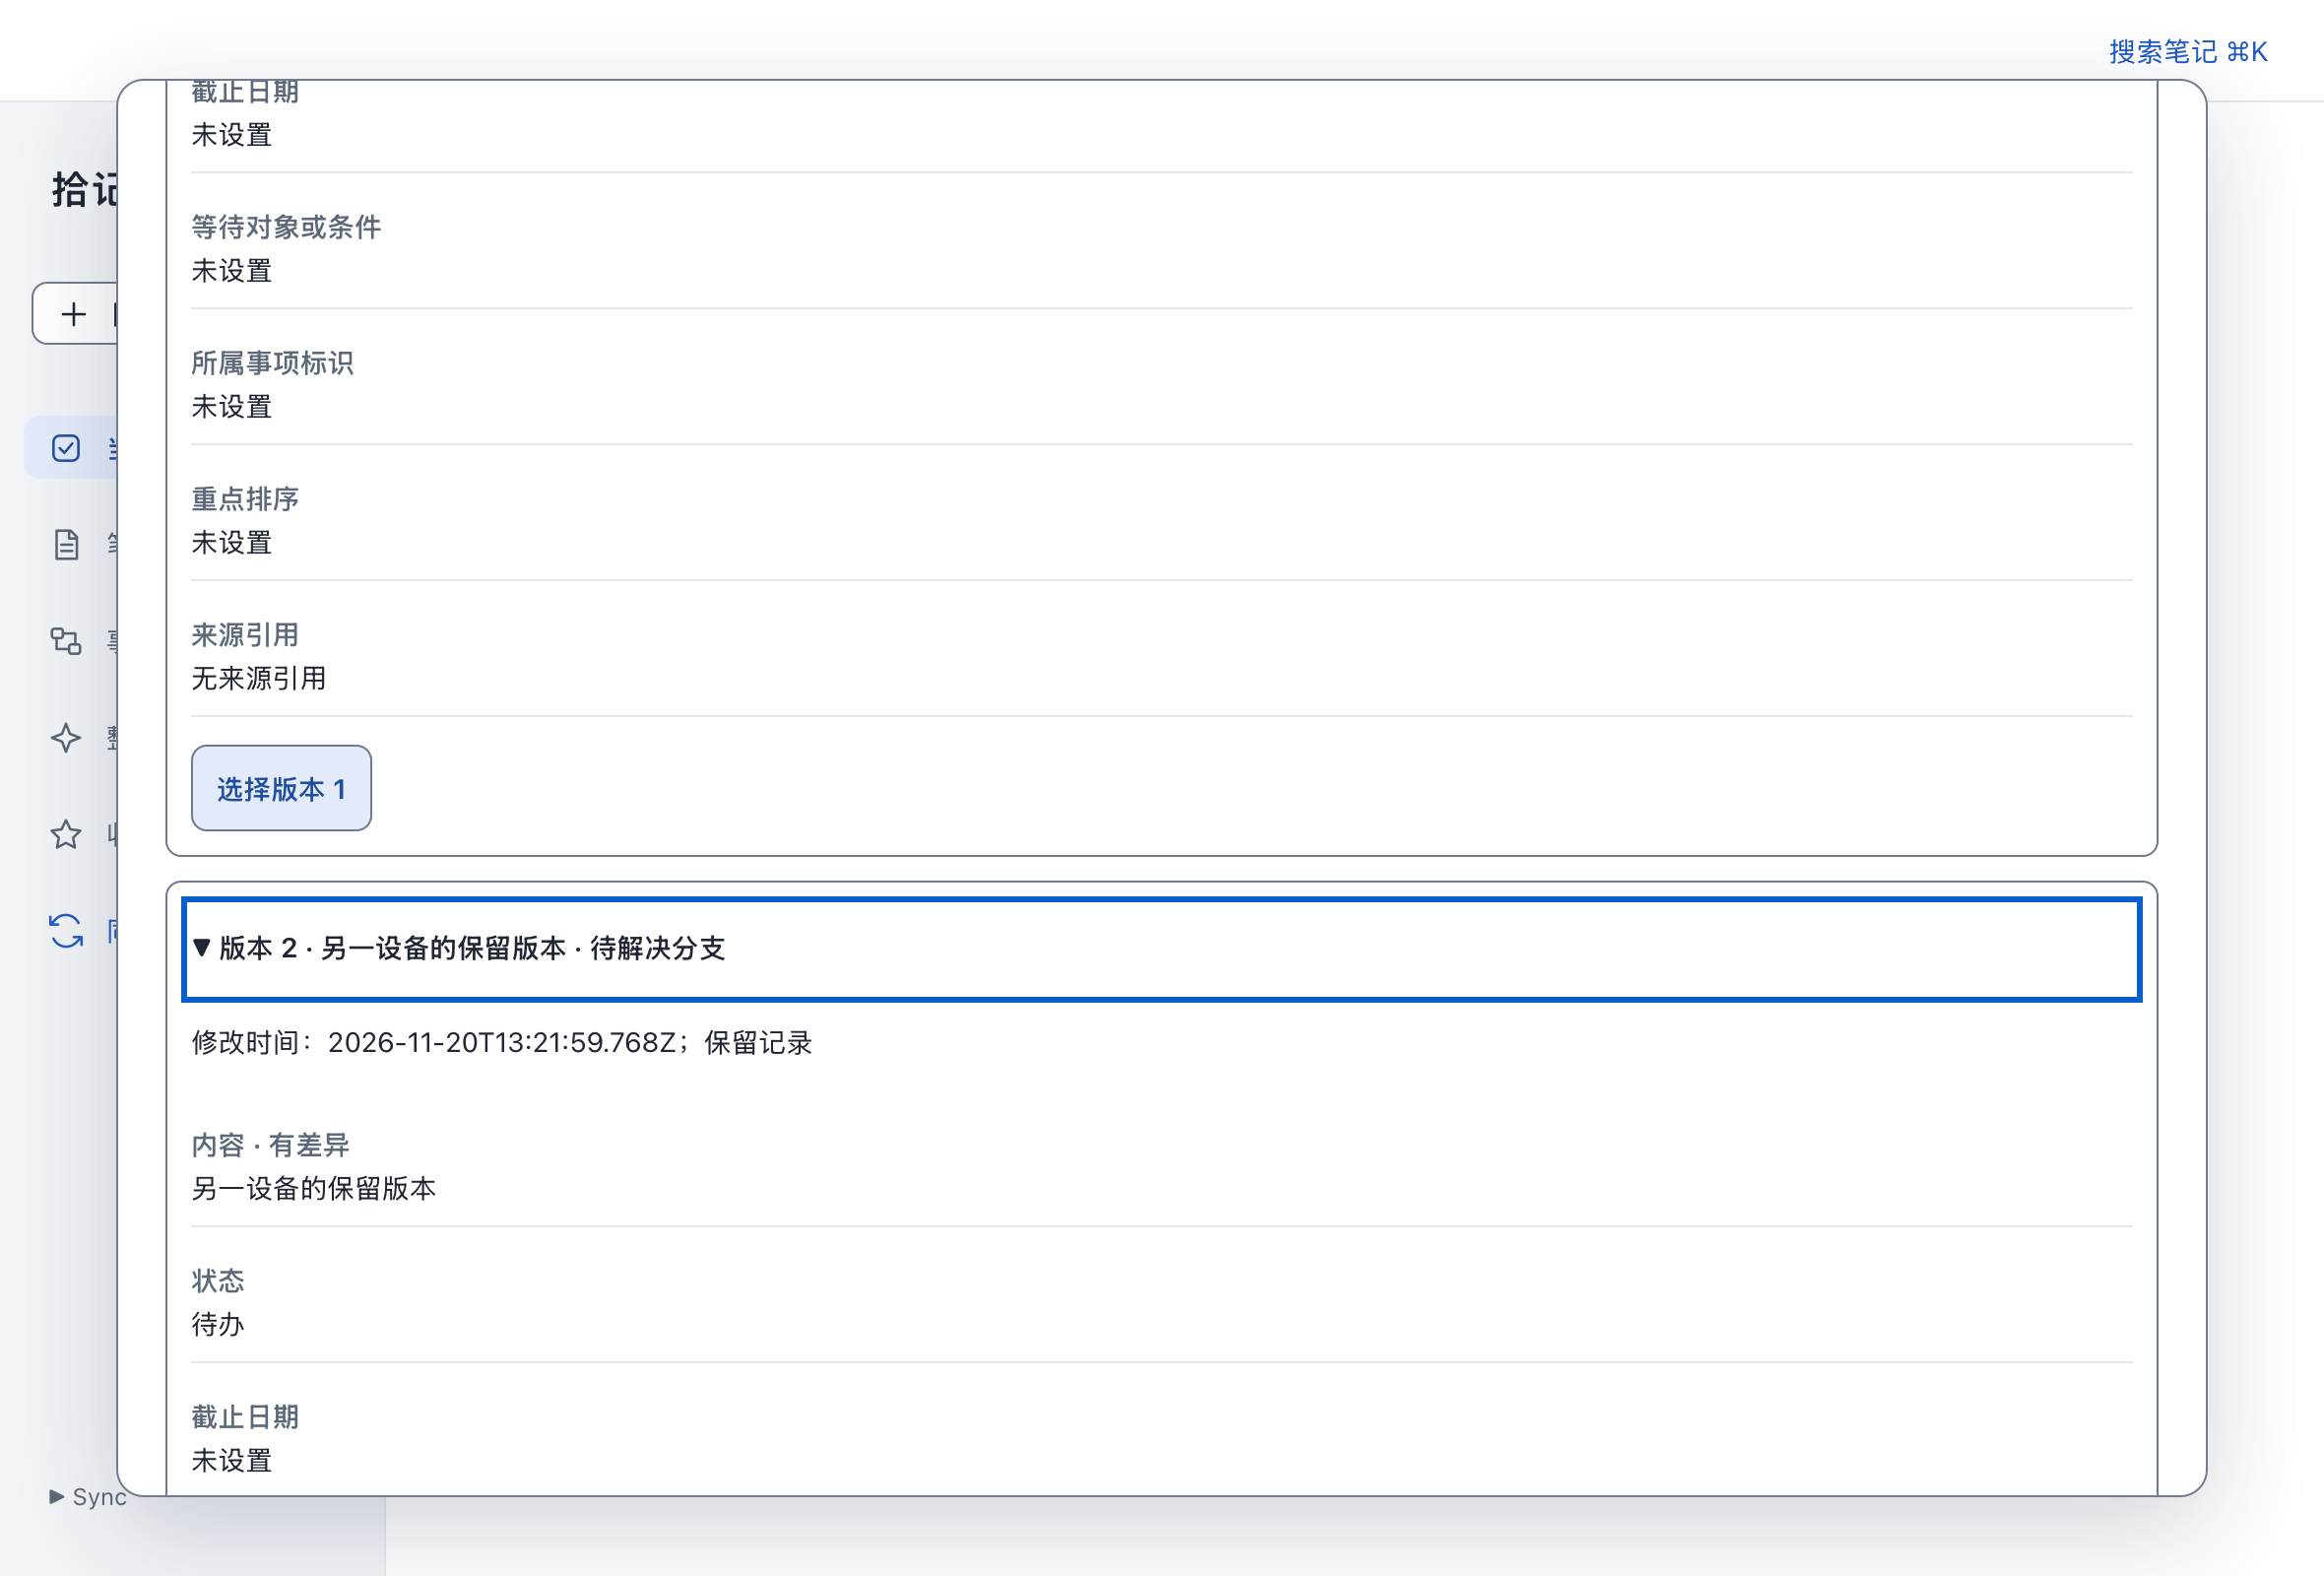 搜索笔记 ⌘K
拾记
截止日期
未设置
等待对象或条件
未设置
所属事项标识
未设置
重点排序
未设置
来源引用
无来源引用
选择版本 1
版本 2 · 另一设备的保留版本 · 待解决分支
修改时间：2026-11-20T13:21:59.768Z；保留记录
内容 · 有差异
另一设备的保留版本
状态
待办
截止日期
未设置
Sync